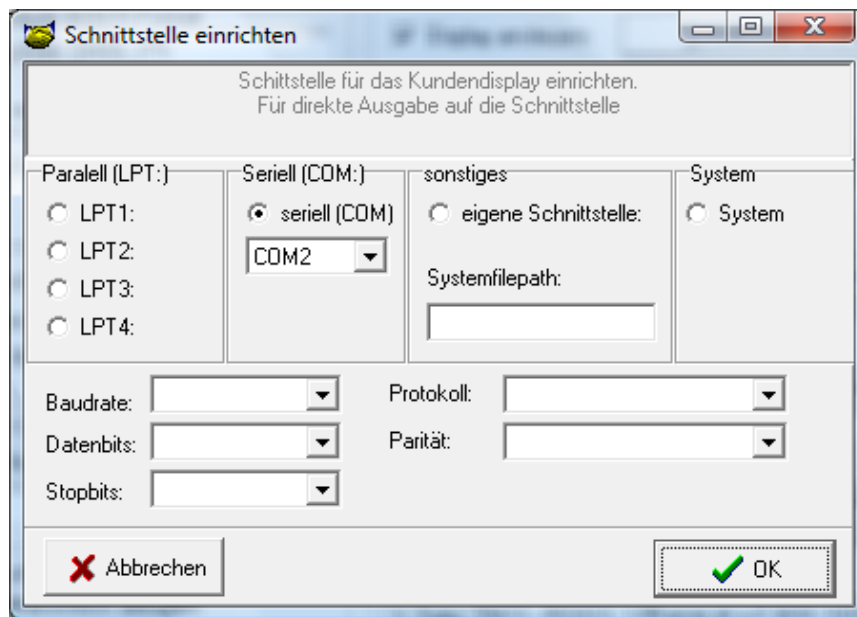 Schnittstelle einrichten
Schittstelle für das Kundendisplay einrichten.
Für direkte Ausgabe auf die Schnittstelle
Paralell (LPT:)
LPT1:
LPT2:
LPT3:
LPT4:
Seriell (COM:)
seriell (COM)
COM2
sonstiges
eigene Schnittstelle:
Systemfilepath:
System
System
Baudrate:
Datenbits:
Stopbits:
Protokoll:
Parität:
Abbrechen
OK